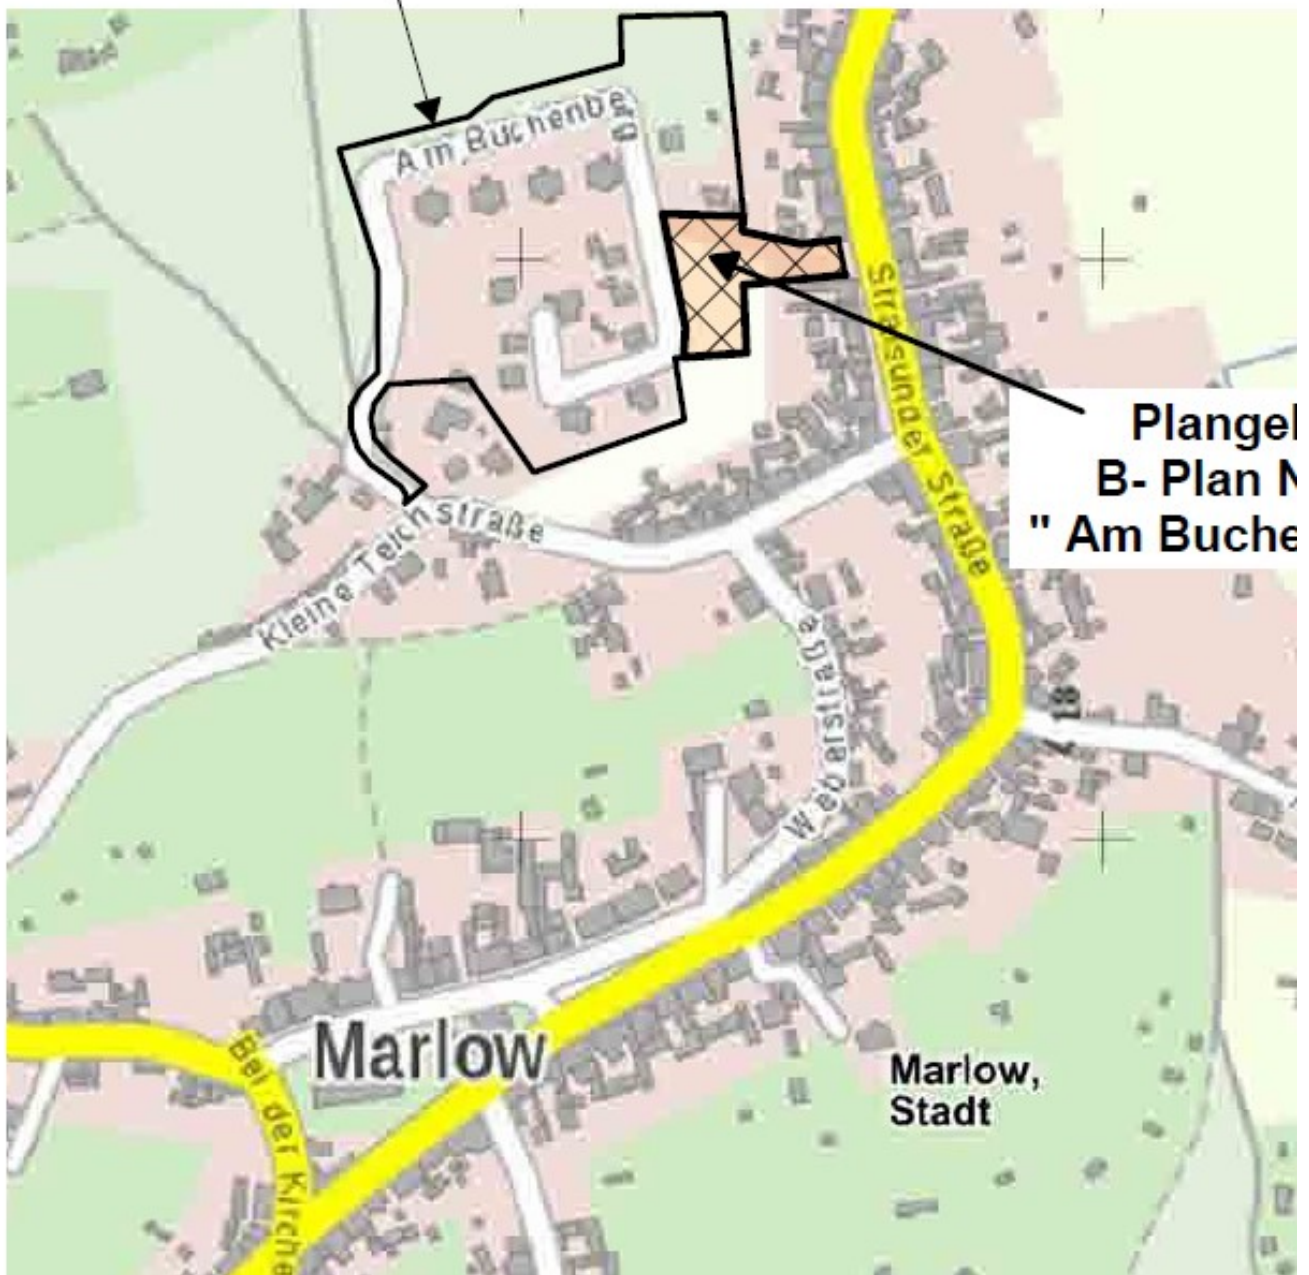 Am Buchenberg
Stralsunder Straße
Plangel
B- Plan N
" Am Buche
Kleine Teichstraße
Weberstraße
L 18
Marlow
Marlow,
Stadt
Bei der Kirche